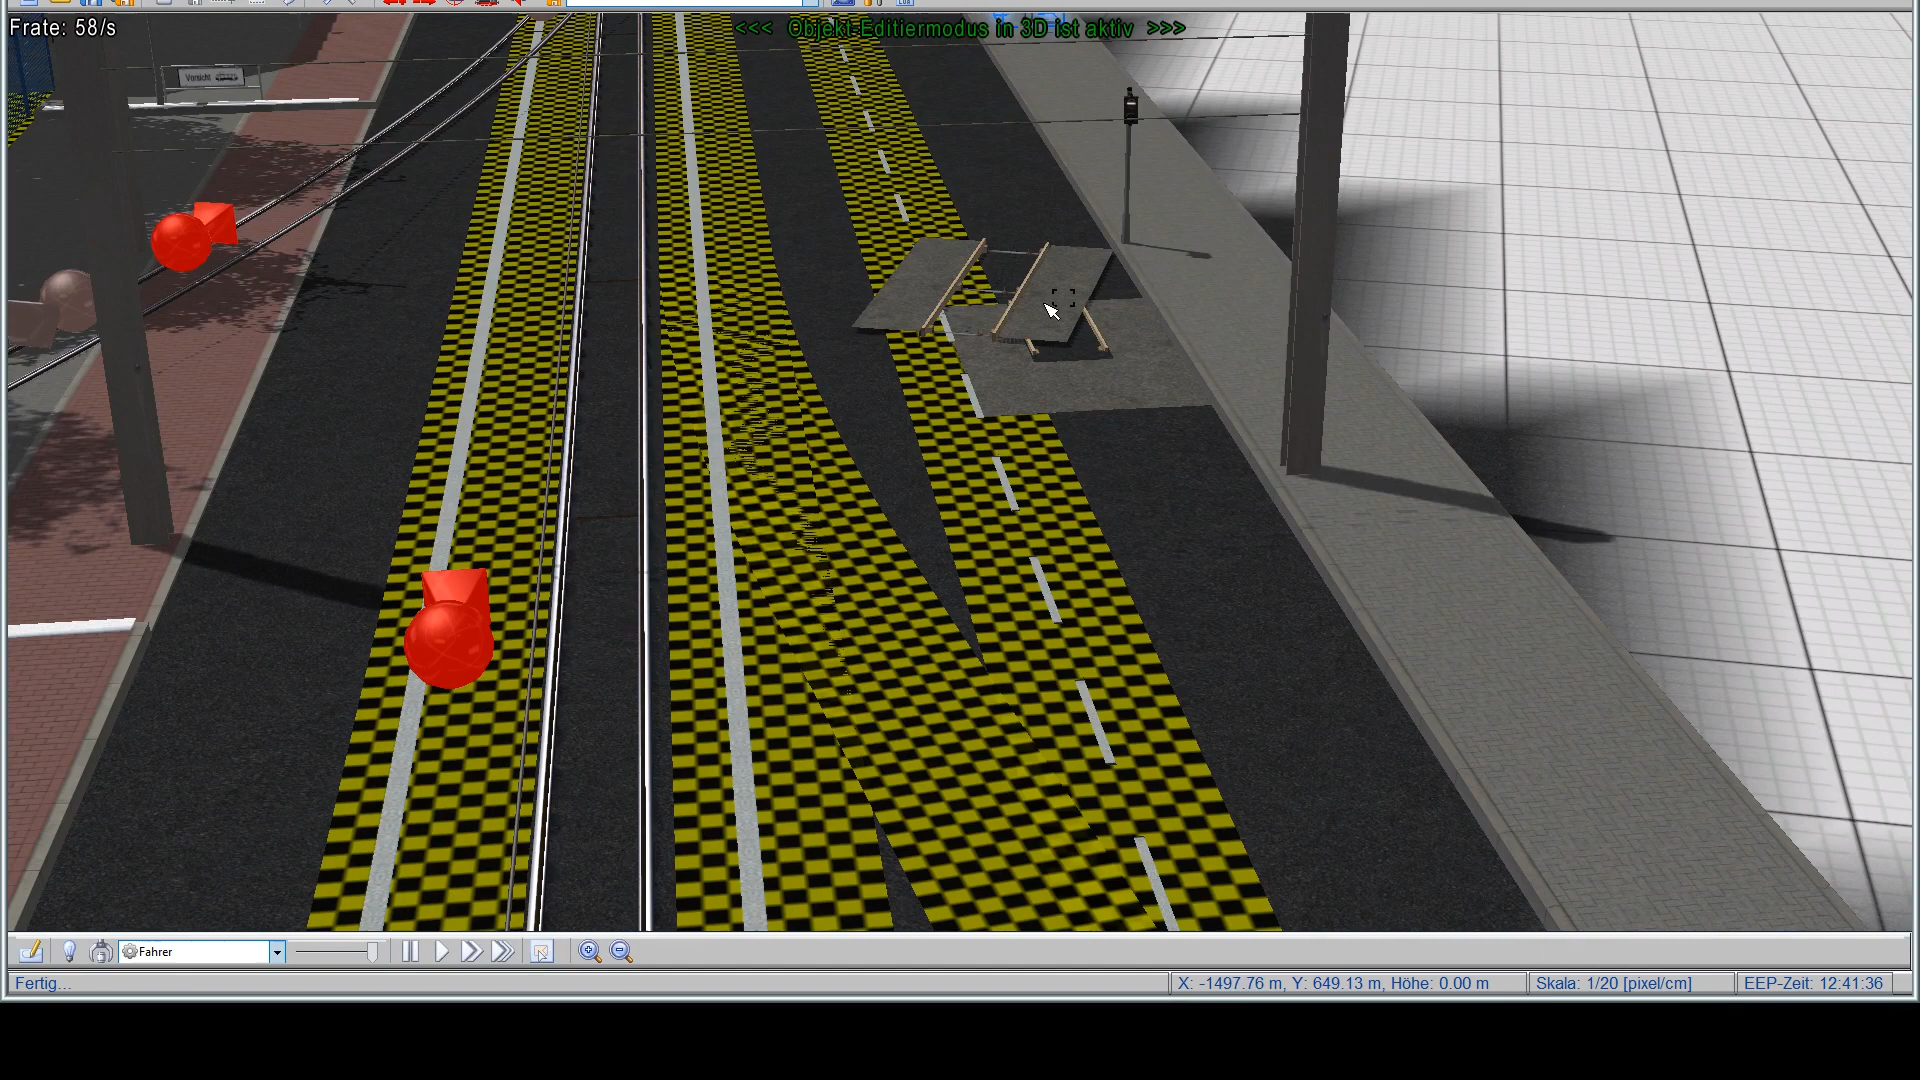 Frate: 58/s
<<< Objekt-Editiermodus in 3D ist aktiv >>>
Vorsicht
Fahrer
Fertig...
X: -1497.76 m, Y: 649.13 m, Höhe: 0.00 m
Skala: 1/20 [pixel/cm]
EEP-Zeit: 12:41:36